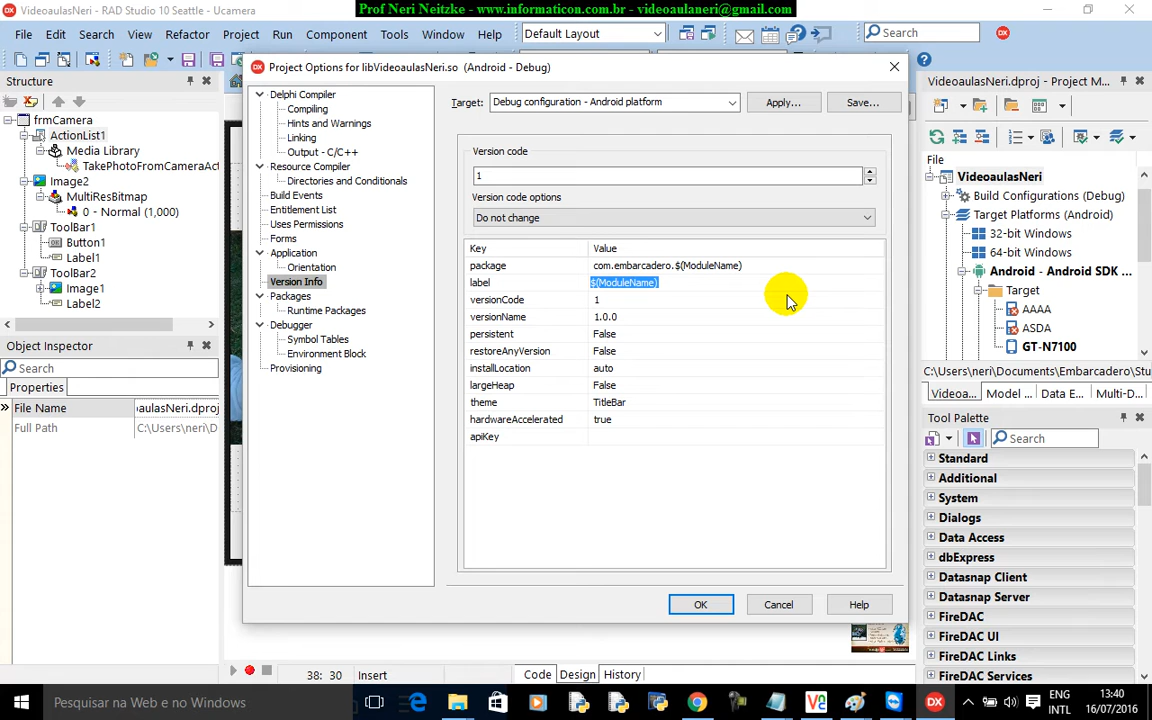 Prof Neri Neitzke - www.informaticon.com.br - videoaulaneri@gmail.com
VideoaulasNeri - RAD Studio 10 Seattle - Ucamera
File Edit Search View Refactor Project Run Component Tools Window Help
Default Layout
Search
Structure
frmCamera
ActionList1
Media Library
TakePhotoFromCameraAct
Image2
MultiResBitmap
0 - Normal (1,000)
ToolBar1
Button1
Label1
ToolBar2
Image1
Label2
Object Inspector
Search
Properties
File Name
aulasNeri.dproj
Full Path
C:\Users\neri\D
Project Options for libVideoaulasNeri.so (Android - Debug)
Delphi Compiler
Compiling
Hints and Warnings
Linking
Output - C/C++
Resource Compiler
Directories and Conditionals
Build Events
Entitlement List
Uses Permissions
Forms
Application
Orientation
Version Info
Packages
Runtime Packages
Debugger
Symbol Tables
Environment Block
Provisioning
Target: Debug configuration - Android platform
Apply... Save...
Version code
1
Version code options
Do not change
Key Value
package com.embarcadero.$(ModuleName)
label $(ModuleName)
versionCode 1
versionName 1.0.0
persistent False
restoreAnyVersion False
installLocation auto
largeHeap False
theme TitleBar
hardwareAccelerated true
apiKey
OK Cancel Help
38: 30 Insert Code Design History
VideoaulasNeri.dproj - Project M...
File
VideoaulasNeri
Build Configurations (Debug)
Target Platforms (Android)
32-bit Windows
64-bit Windows
Android - Android SDK ...
Target
AAAA
ASDA
GT-N7100
C:\Users\neri\Documents\Embarcadero\Stu
Videoa... Model ... Data E... Multi-D...
Tool Palette
Search
Standard
Additional
System
Dialogs
Data Access
dbExpress
Datasnap Client
Datasnap Server
FireDAC
FireDAC UI
FireDAC Links
FireDAC Services
Pesquisar na Web e no Windows
DX
ENG
INTL
13:40
16/07/2016